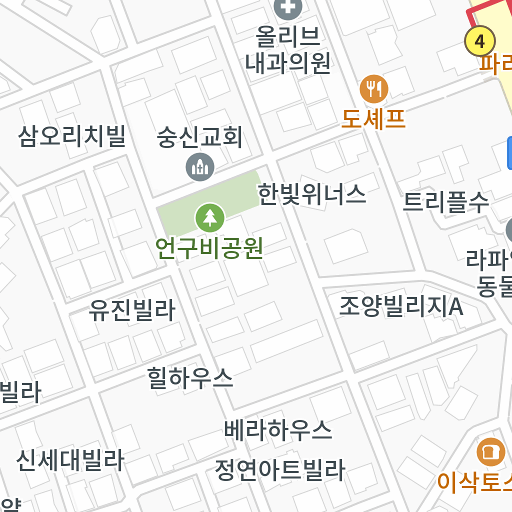 올리브
내과의원
4
파리
도셰프
삼오리치빌
숭신교회
한빛위너스
트리플수
언구비공원
라파엘
동물
유진빌라
조양빌리지A
힐하우스
빌라
베라하우스
신세대빌라
정연아트빌라
이삭토스